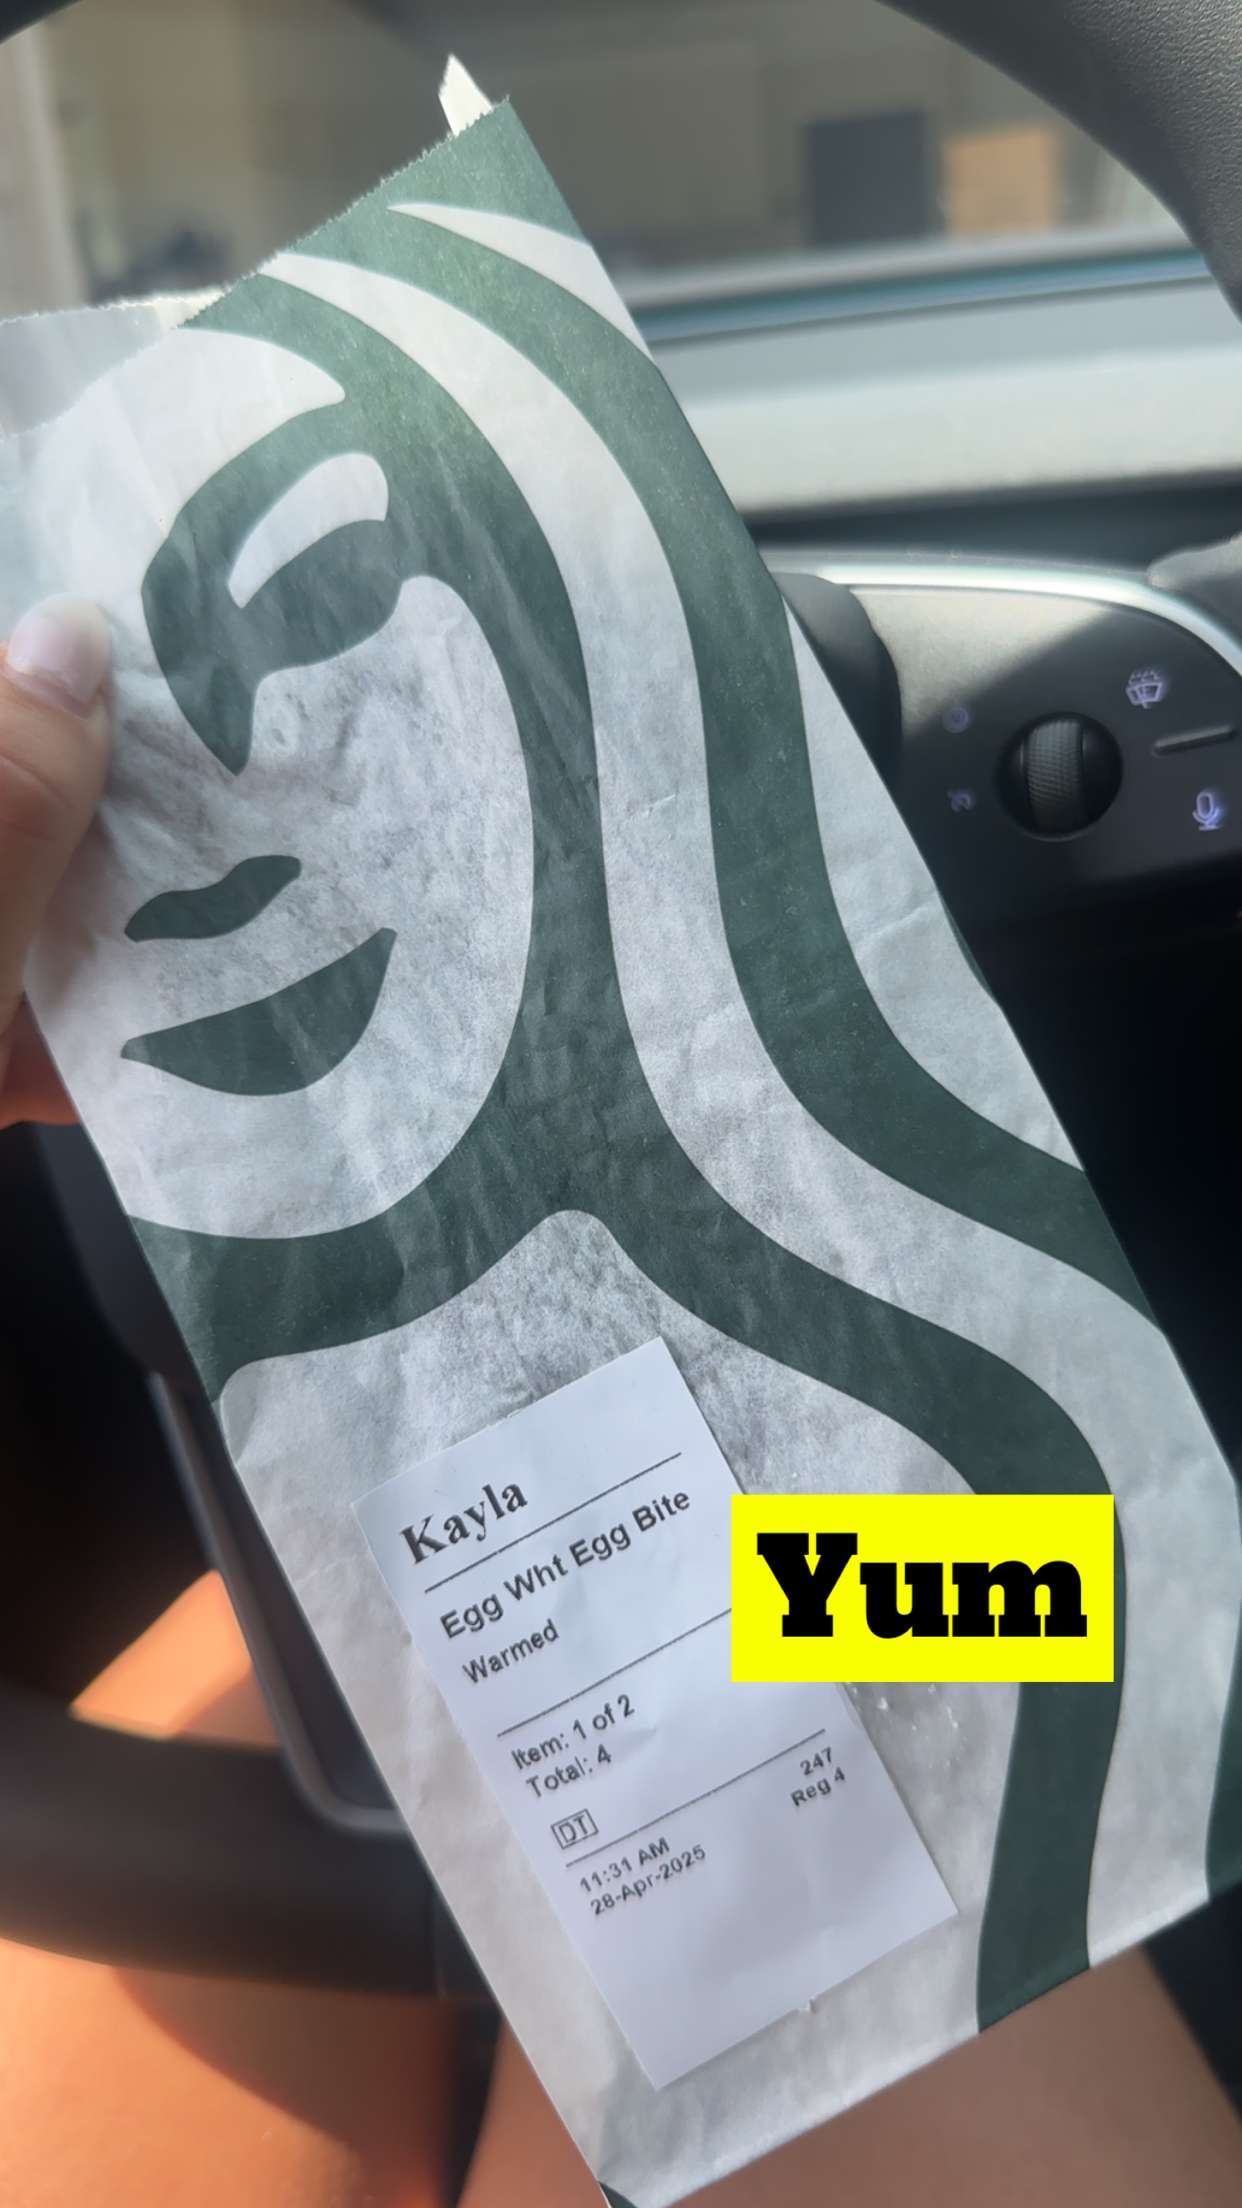 Kayla
Egg Wht Egg Bite
Warmed
Yum
Item: 1 of 2
Total: 4
DT
247
Reg 4
11:31 AM
28-Apr-2025